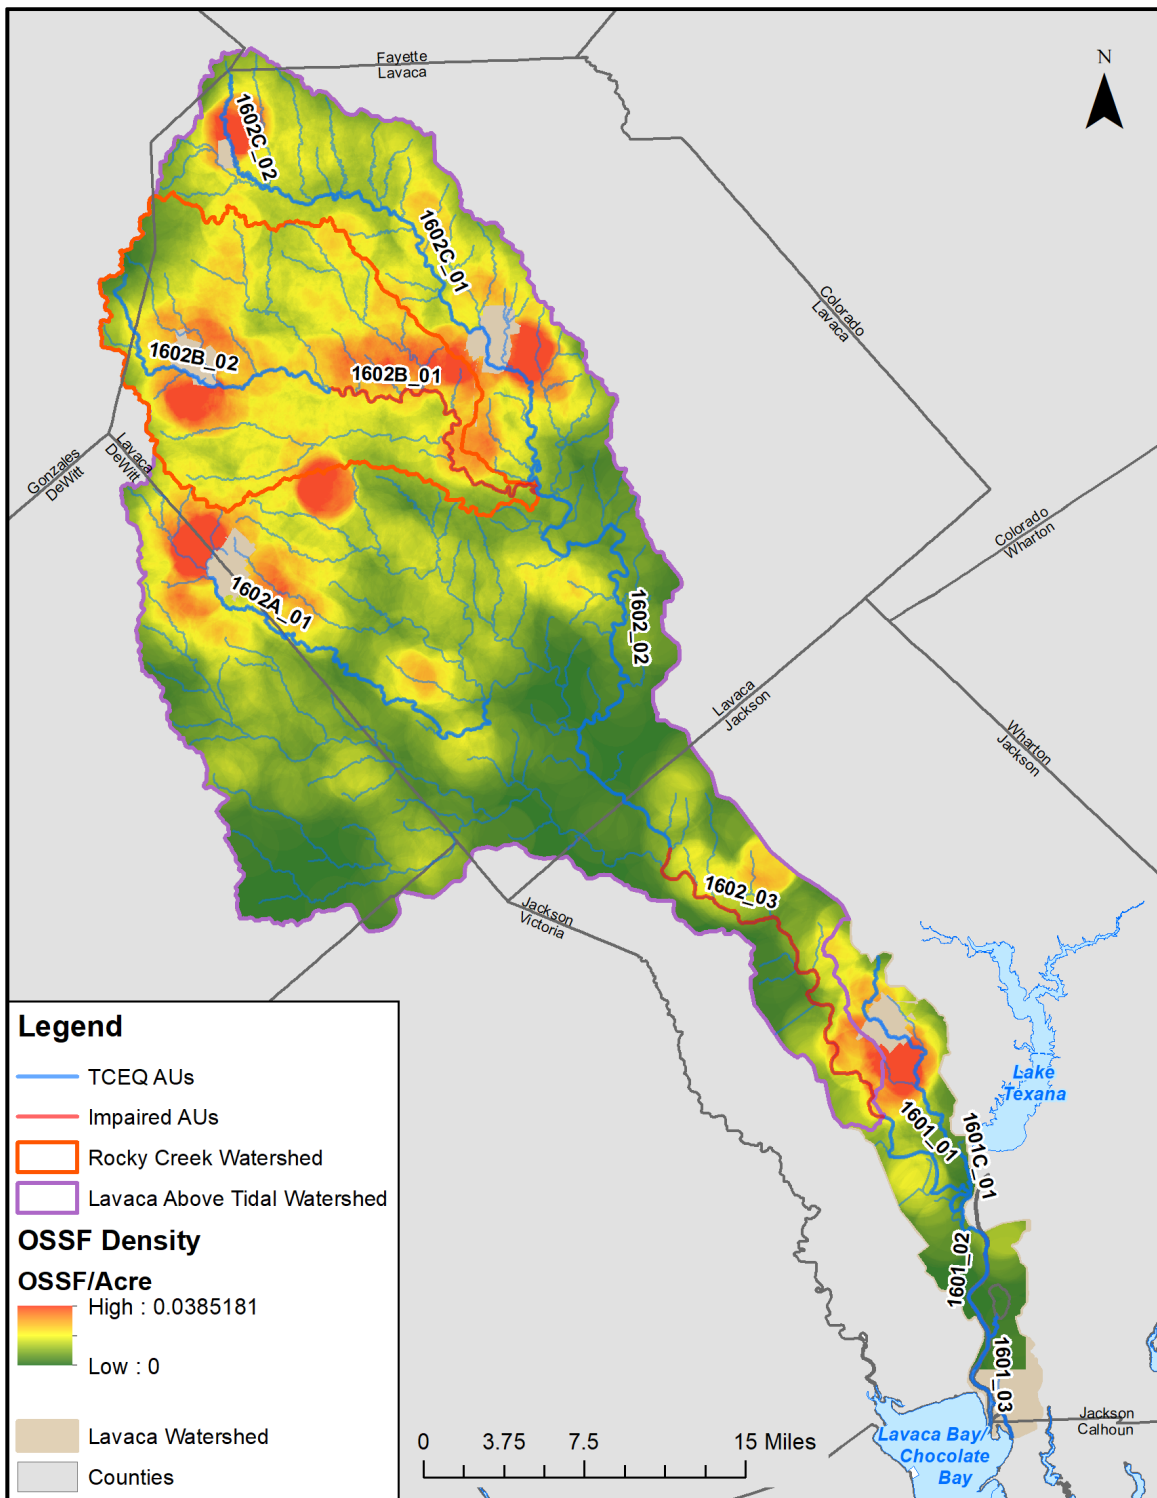 Fayette
Lavaca
N
1602C_02
1602C_01
Colorado
Lavaca
1602B_02
1602B_01
Gonzales
DeWitt
Lavaca
DeWitt
Colorado
Wharton
1602A_01
1602_02
Lavaca
Jackson
Wharton
Jackson
1602_03
Jackson
Victoria
Lake
Texana
1601_01
1601C_01
1601_02
1601_03
Jackson
Calhoun
Lavaca Bay/
Chocolate
Bay
Legend
TCEQ AUs
Impaired AUs
Rocky Creek Watershed
Lavaca Above Tidal Watershed
OSSF Density
OSSF/Acre
High : 0.0385181
Low : 0
Lavaca Watershed
Counties
0 3.75 7.5 15 Miles